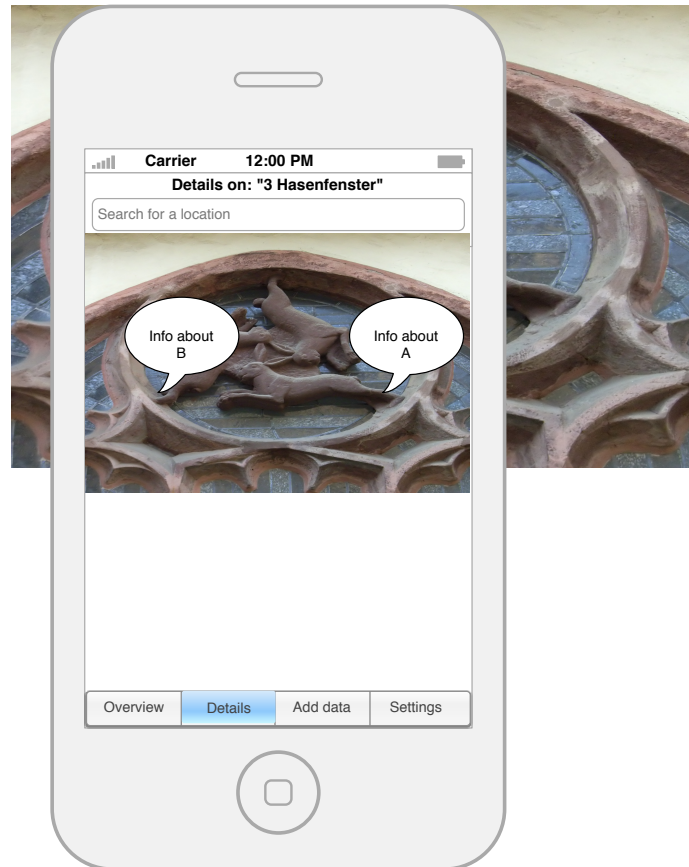 Carrier 12:00 PM
Details on: "3 Hasenfenster"
Search for a location
Info about
B
Info about
A
Overview Details Add data Settings